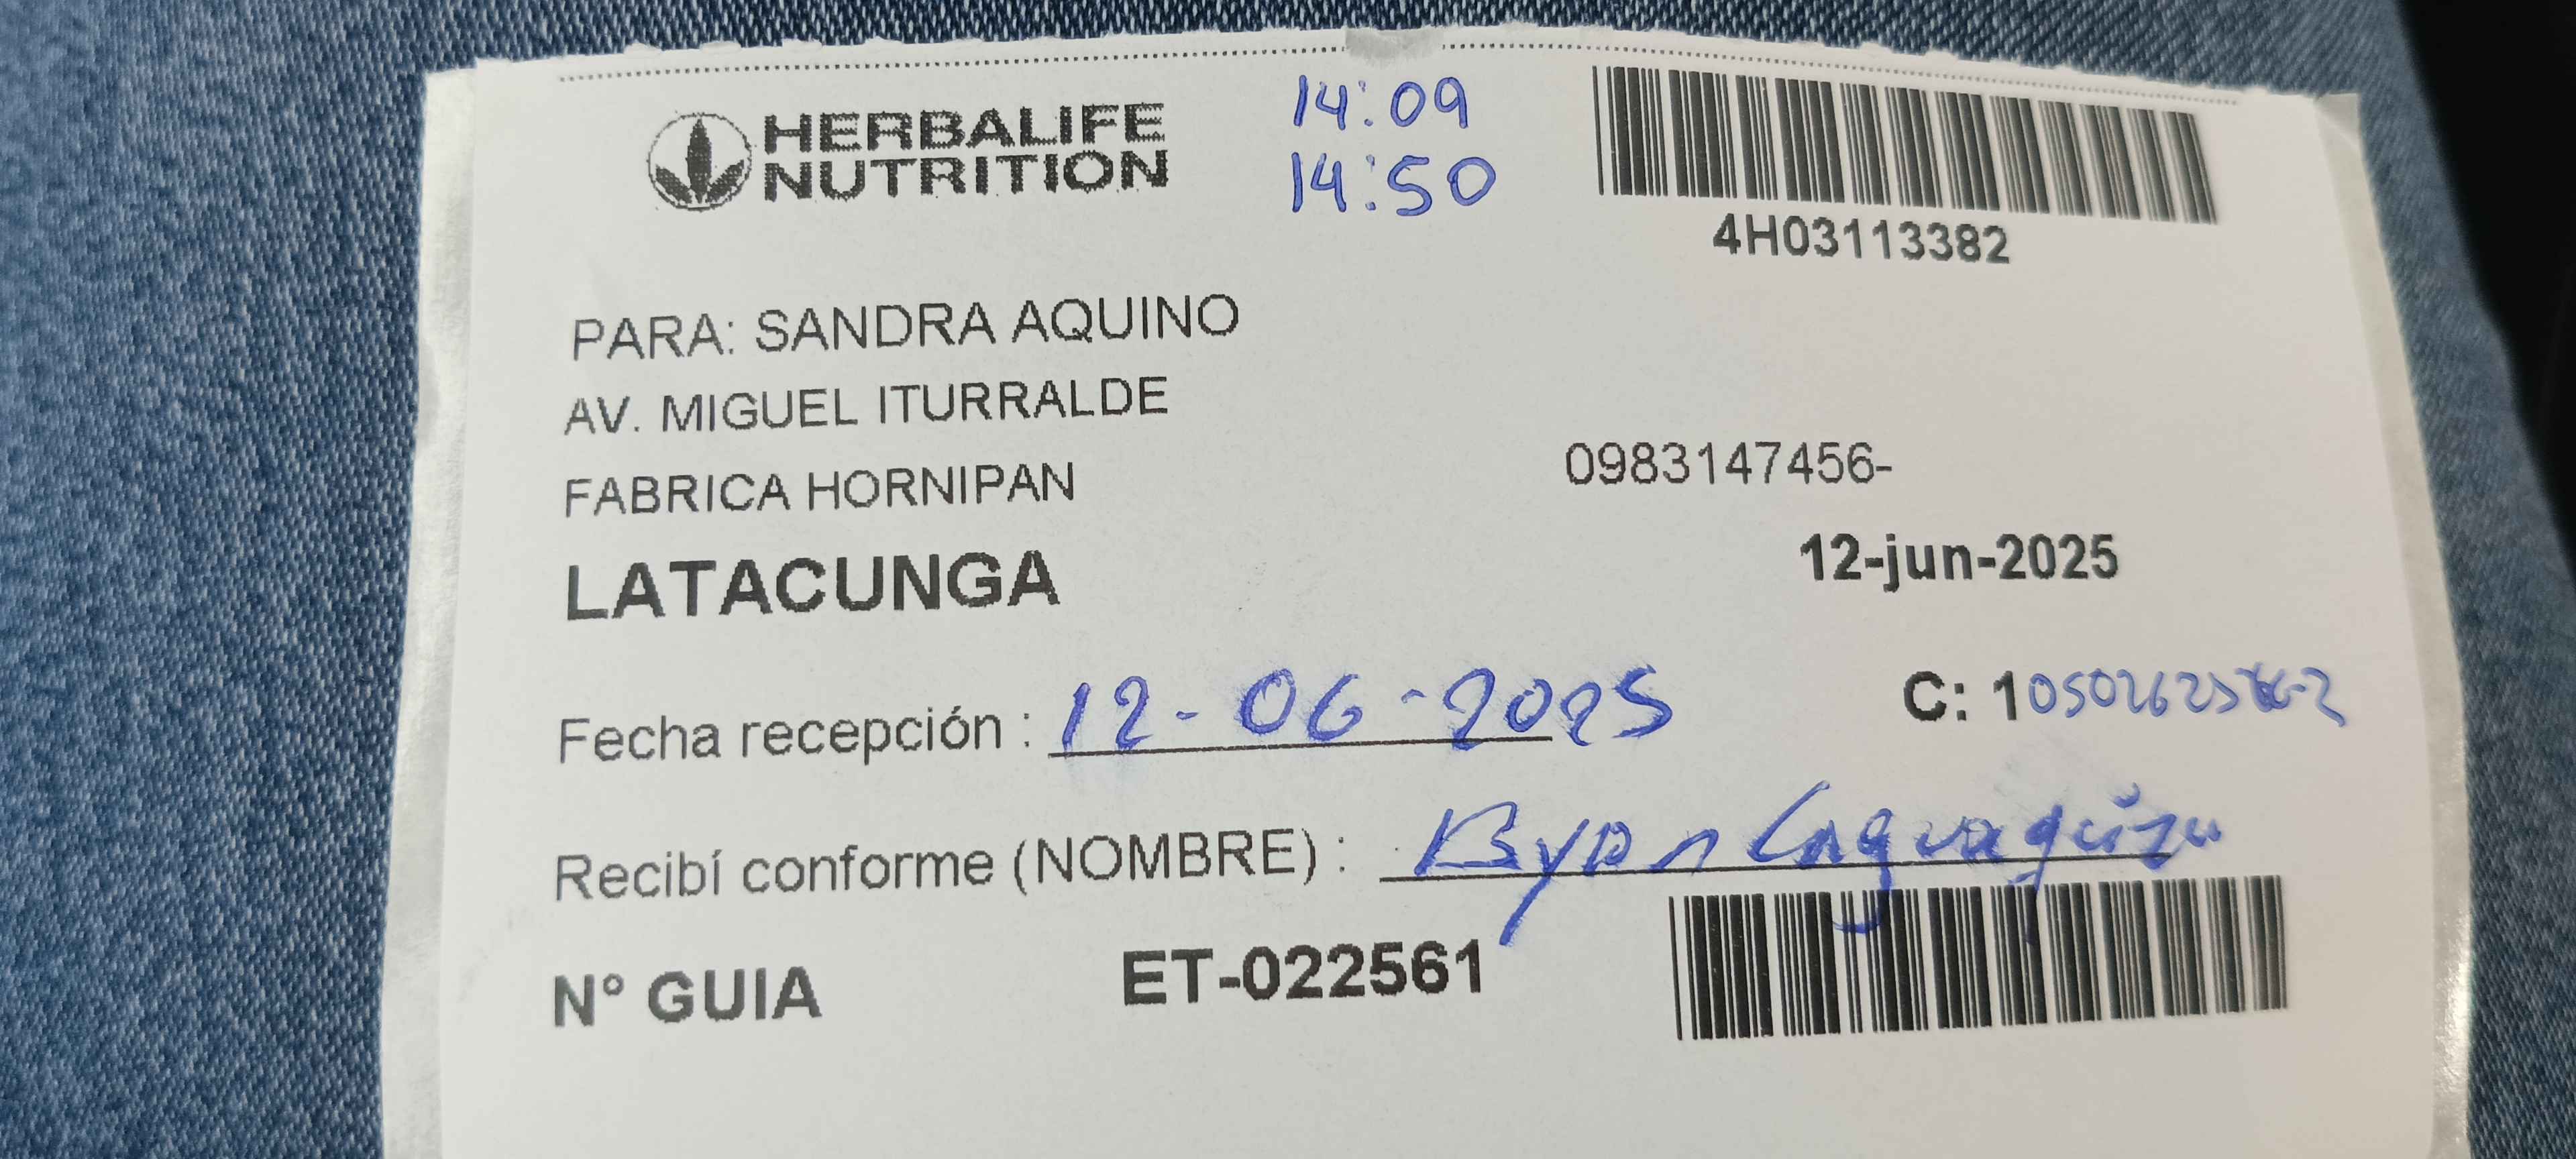 HERBALIFE
NUTRITION
14:09
14:50
4H03113382
PARA: SANDRA AQUINO
AV. MIGUEL ITURRALDE
FABRICA HORNIPAN
0983147456-
LATACUNGA
12-jun-2025
Fecha recepción : 12-06-2025
C: 1
Recibí conforme (NOMBRE) :
N° GUIA ET-022561